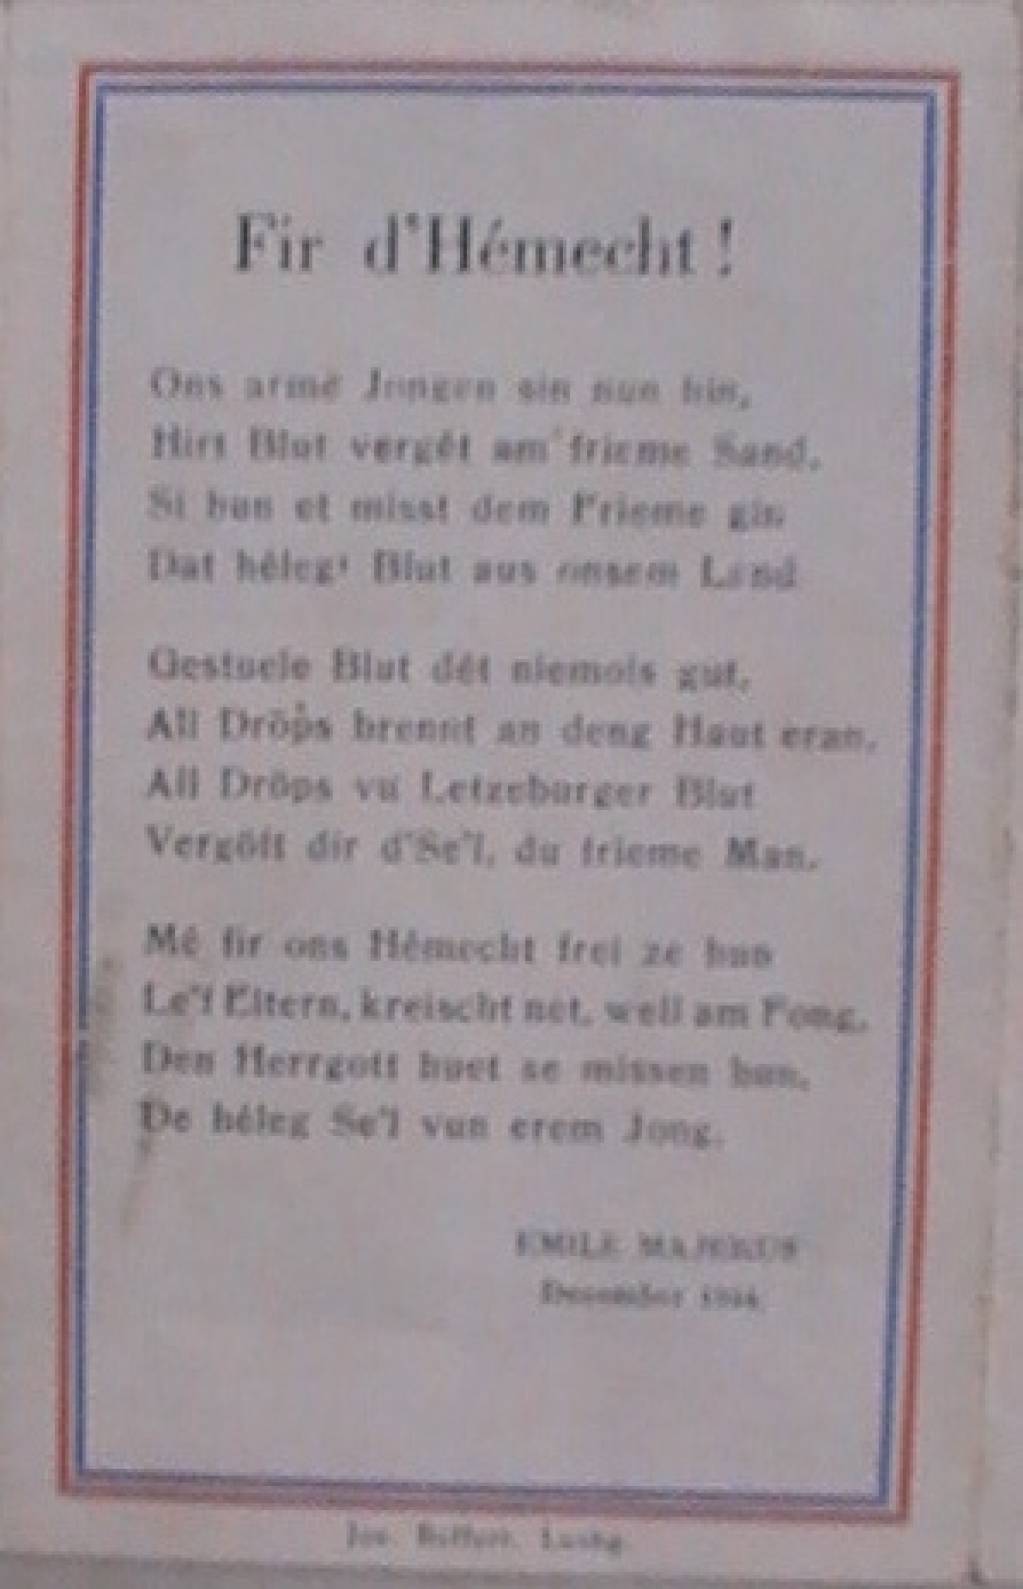 Fir d'Hémecht!
Ons armé Jongen sin nun hin,
Hirt Blut vergét am frieme Sand.
Si hun et misst dem Frieme gin
Dat héleg' Blut aus onsem Land
Gestuele Blut dét niemols gut,
All Dröps brennt an deng Haut eran.
All Dröps vu Letzeburger Blut
Vergöft dir d'Se'l, du frieme Man.
Mé fir ons Hémecht frei ze hun
Le'f Eltern, kreischt net, well am Fong,
Den Herrgott huet se missen hun,
De héleg Se'l vun erem Jong.
EMILE MAJERUS
December 1944
Jos. Luxbg.